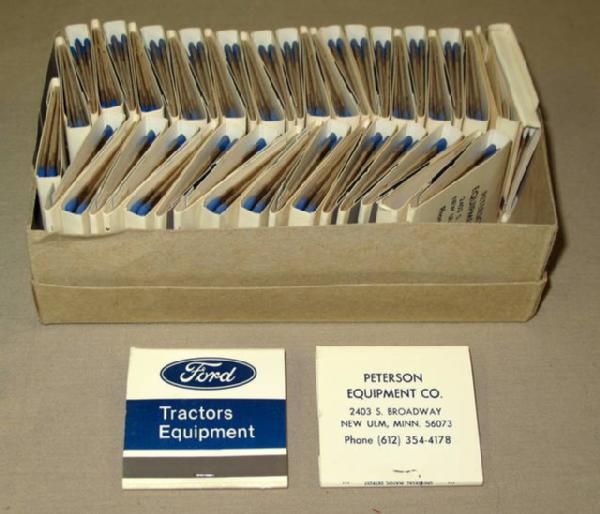 Ford
Tractors
Equipment
PETERSON
EQUIPMENT CO.
2403 S. BROADWAY
NEW ULM, MINN. 56073
Phone (612) 354-4178